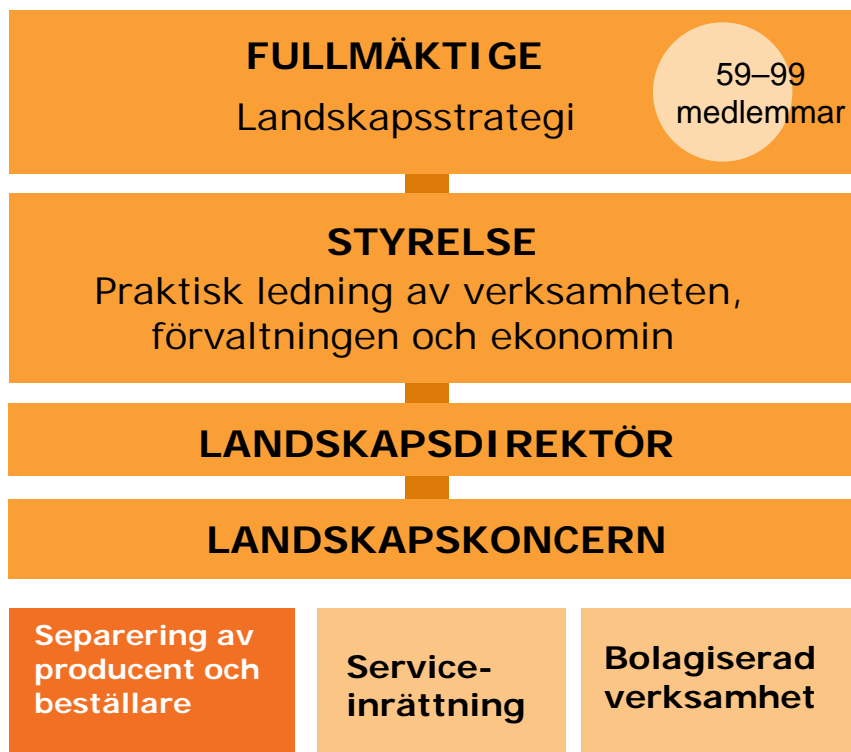 FULLMÄKTIGE
Landskapsstrategi
59–99
medlemmar
STYRELSE
Praktisk ledning av verksamheten,
förvaltningen och ekonomin
LANDSKAPSDIREKTÖR
LANDSKAPSKONCERN
Separering av
producent och
beställare
Service-
inrättning
Bolagiserad
verksamhet